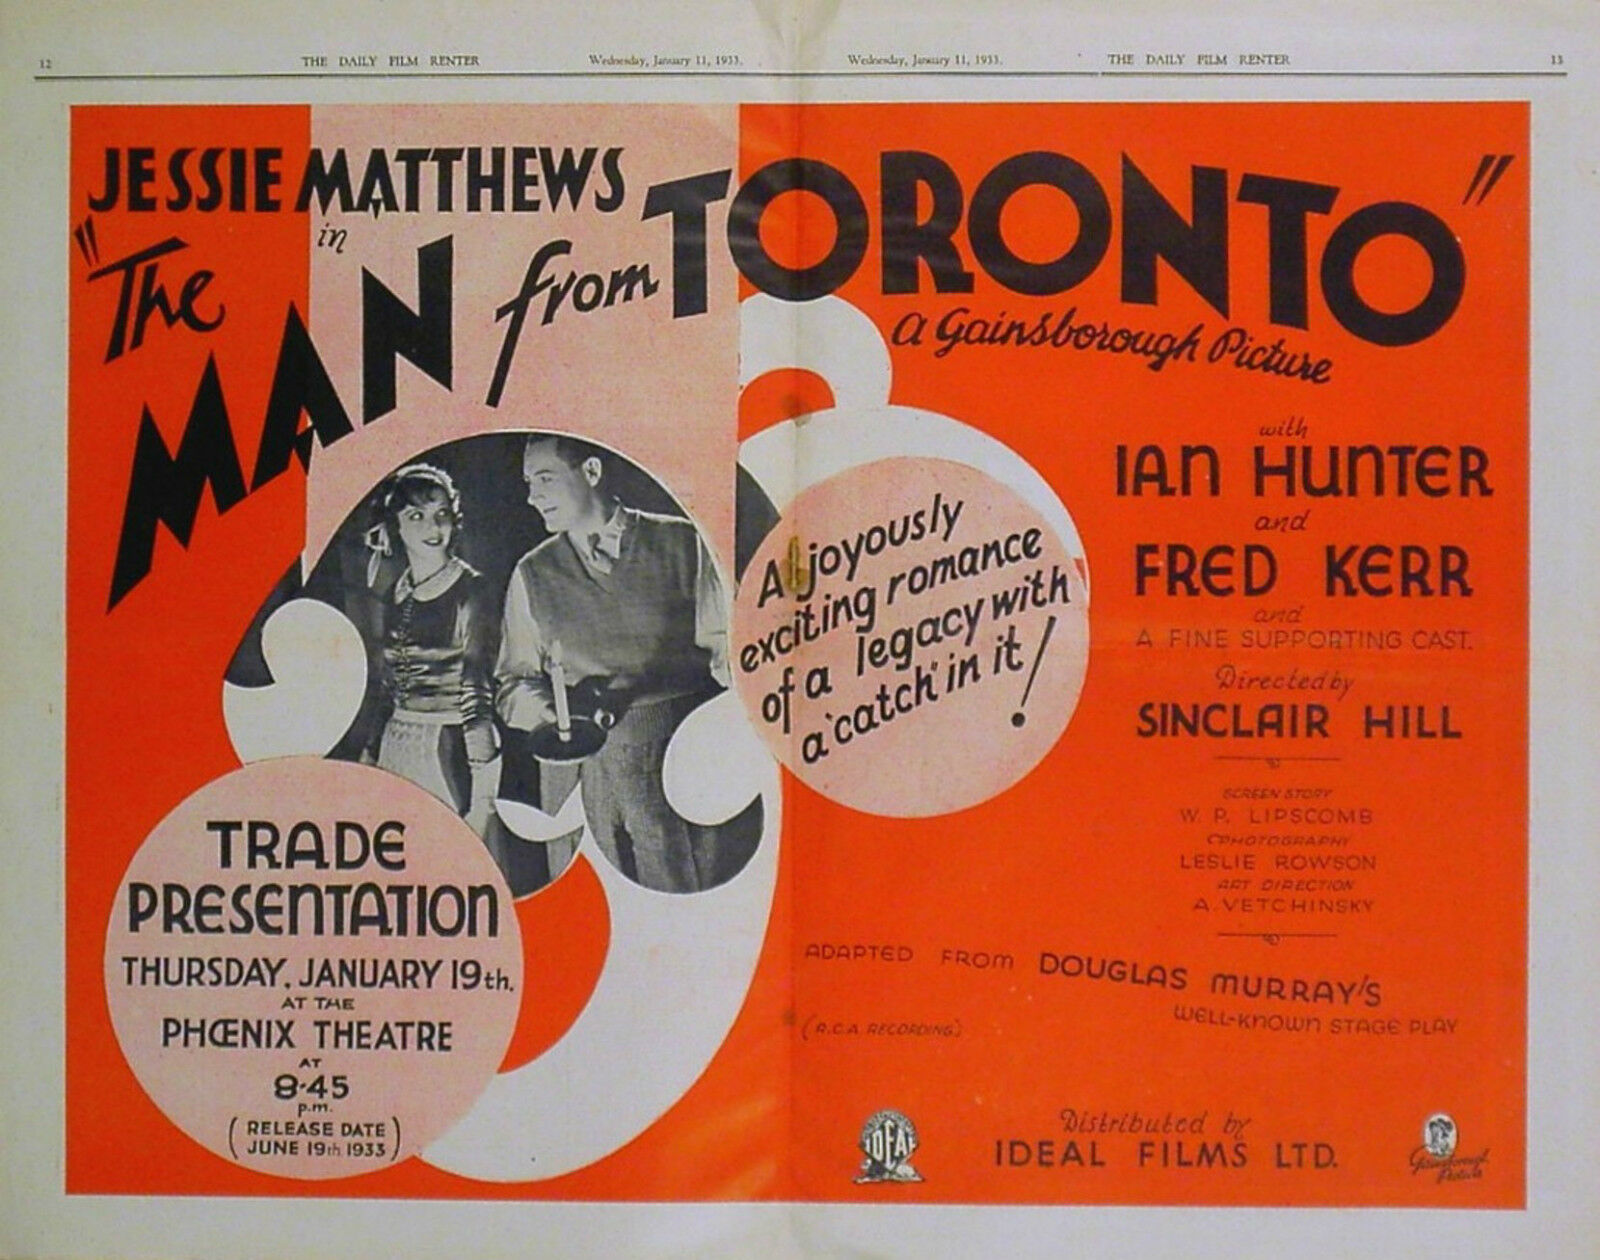 12
THE DAILY FILM RENTER
Wednesday, January 11, 1933.
Wednesday, January 11, 1933.
THE DAILY FILM RENTER
13
JESSIE MATTHEWS
in
"The
MAN from TORONTO"
A Gainsborough Picture
with
IAN HUNTER
and
FRED KERR
and
A FINE SUPPORTING CAST.
Directed by
SINCLAIR HILL
SCREEN STORY
W. P. LIPSCOMB
PHOTOGRAPHY
LESLIE ROWSON
ART DIRECTION
A. VETCHINSKY
A joyously
exciting romance
of a legacy with
a 'catch' in it!
TRADE
PRESENTATION
THURSDAY, JANUARY 19th.
AT THE
PHŒNIX THEATRE
AT
8·45
p.m.
( RELEASE DATE
JUNE 19th 1933 )
ADAPTED FROM DOUGLAS MURRAY'S
WELL-KNOWN STAGE PLAY
(R.C.A RECORDING)
IDEAL
Distributed by
IDEAL FILMS LTD.
Gainsborough
Picture